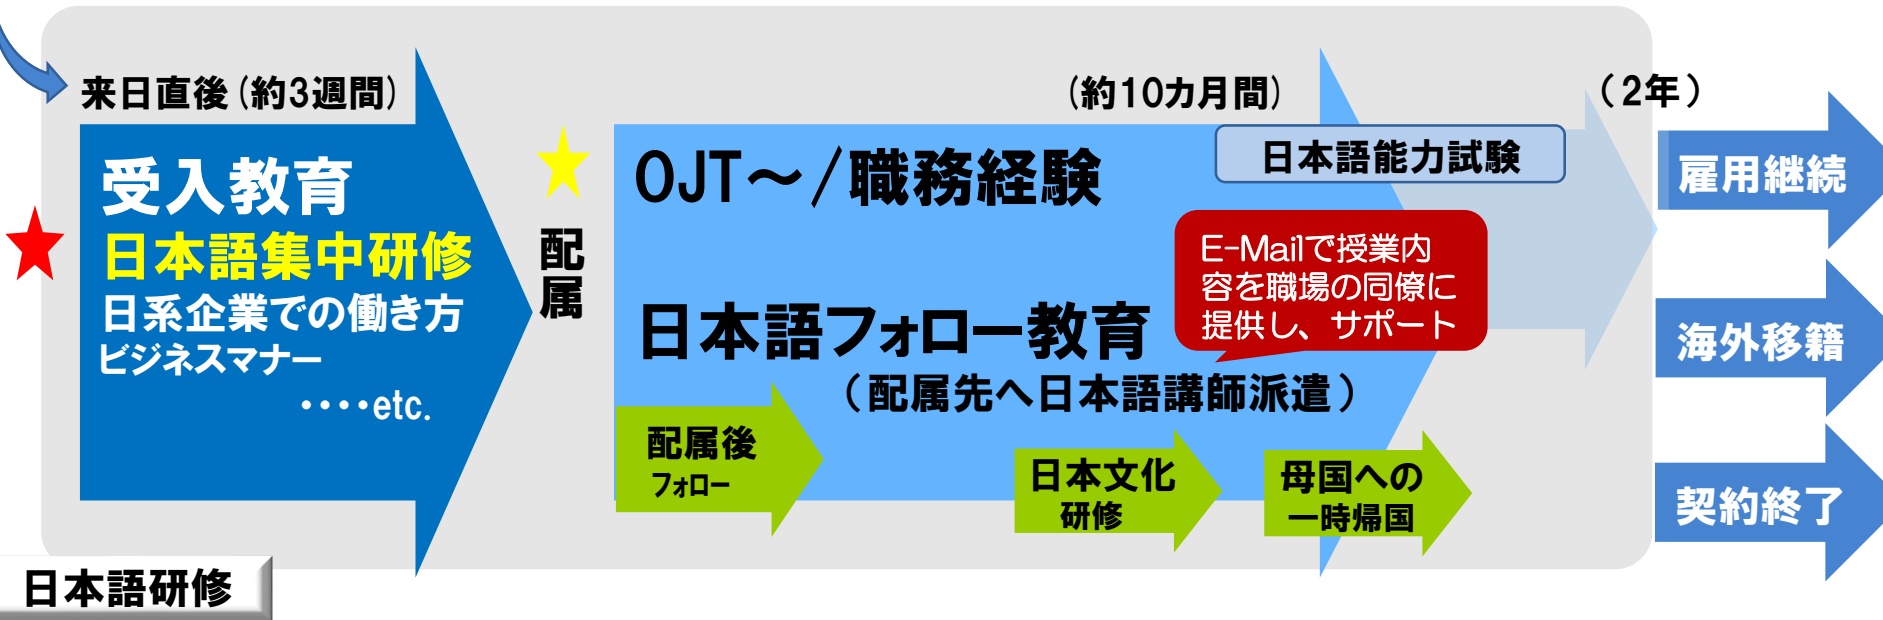 来日直後(約3週間)
受入教育
日本語集中研修
日系企業での働き方
ビジネスマナー
・・・・etc.
配属
(約10カ月間)
OJT～/職務経験
日本語能力試験
E-Mailで授業内
容を職場の同僚に
提供し、サポート
日本語フォロー教育
（配属先へ日本語講師派遣）
配属後
フォロー
日本文化
研修
母国への
一時帰国
（2年）
雇用継続
海外移籍
契約終了
日本語研修